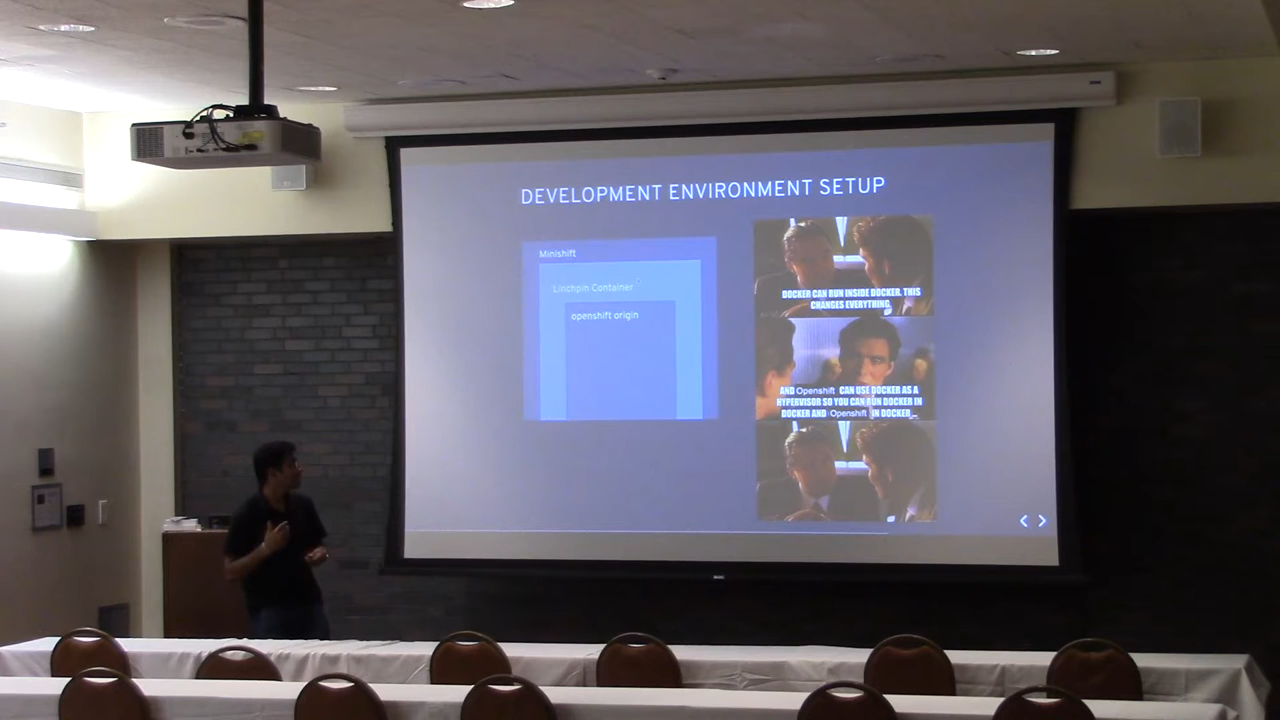 DEVELOPMENT ENVIRONMENT SETUP
Minishift
Linchpin Container
openshift origin
DOCKER CAN RUN INSIDE DOCKER. THIS
CHANGES EVERYTHING.
AND Openshift CAN USE DOCKER AS A
HYPERVISOR SO YOU CAN RUN DOCKER IN
DOCKER AND Openshift IN DOCKER ...